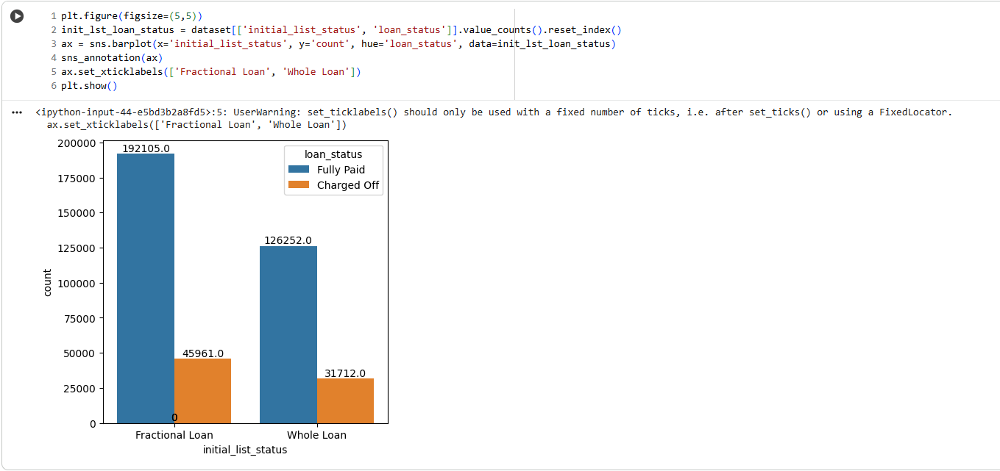 1 plt.figure(figsize=(5,5))
2 init_lst_loan_status = dataset[['initial_list_status', 'loan_status']].value_counts().reset_index()
3 ax = sns.barplot(x='initial_list_status', y='count', hue='loan_status', data=init_lst_loan_status)
4 sns_annotation(ax)
5 ax.set_xticklabels(['Fractional Loan', 'Whole Loan'])
6 plt.show()
<ipython-input-44-e5bd3b2a8fd5>:5: UserWarning: set_ticklabels() should only be used with a fixed number of ticks, i.e. after set_ticks() or using a FixedLocator.
ax.set_xticklabels(['Fractional Loan', 'Whole Loan'])
200000
175000
150000
125000
100000
75000
50000
25000
0
count
192105.0
45961.0
126252.0
31712.0
0
loan_status
Fully Paid
Charged Off
Fractional Loan
Whole Loan
initial_list_status